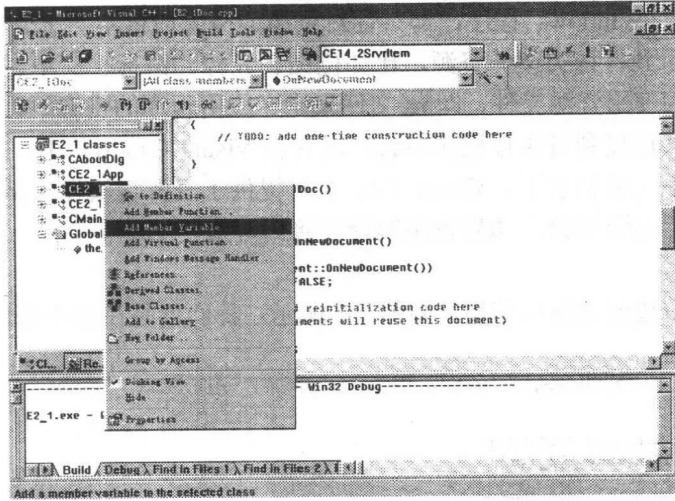 E2_1 - Microsoft Visual C++ - [E2_1Doc.cpp]
File Edit View Insert Project Build Tools Window Help
CE14_2SrvrItem
CE2_1Doc
All class members
OnNewDocument
{
// TODO: add one-time construction code here
}
E2_1 classes
CAboutDlg
CE2_1App
CE2_
Doc()
CE2_1
CMain
Global
the.
Go to Definition
Add Member Function...
Add Member Variable...
Add Virtual Function...
Add Windows Message Handler...
References...
Derived Classes...
Base Classes...
Add to Gallery
New Folder...
Group by Access
Docking View
Hide
Properties
OnNewDocument()
ent::OnNewDocument())
FALSE;
reinitialization code here
uments will reuse this document)
Cl...
Re...
Win32 Debug
E2_1.exe -
Build
Debug
Find in Files 1
Find in Files 2
Add a member variable to the selected class